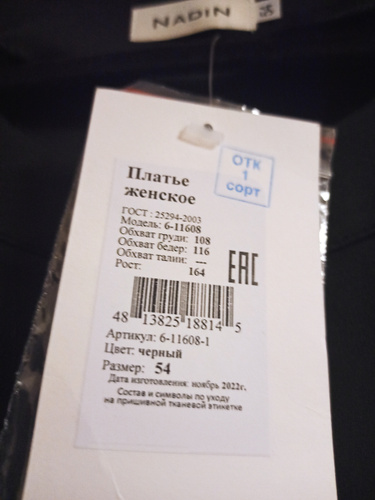 NADIN
54
ОТК
1
сорт
Платье
женское
ГОСТ : 25294-2003
Модель: 6-11608
Обхват груди: 108
Обхват бедер: 116
Обхват талии: ---
Рост: 164
ЕАС
48 13825 18814 5
Артикул: 6-11608-1
Цвет: черный
Размер: 54
Дата изготовления: ноябрь 2022г.
Состав и символы по уходу
на пришивной тканевой этикетке